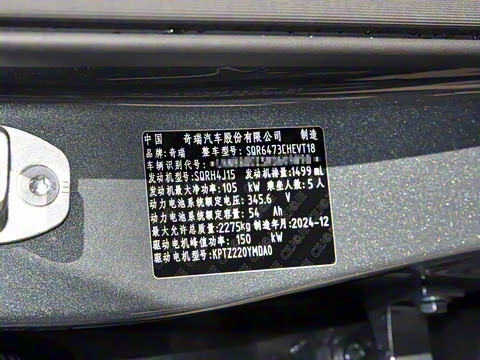 中国 奇瑞汽车股份有限公司 制造
品牌:奇瑞 整车型号:SQR6473CHEVT18
车辆识别代号:
发动机型号:SQRH4J15 发动机排量:1499 mL
发动机最大净功率:105 kW 乘坐人数:5 人
动力电池系统额定电压:345.6 V
动力电池系统额定容量:54 Ah
最大允许总质量:2275kg 制造年月:2024-12
驱动电机峰值功率:150 kW
驱动电机型号:KPTZ220YMDA0